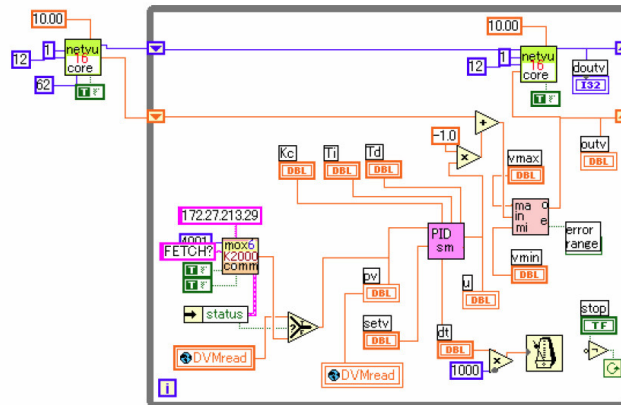 10.00
1
12
netvu
16
core
62
T F
10.00
1
12
netvu
16
core
T F
doutv
I32
-1.0
+
x
outv
DBL
Kc
DBL
Ti
DBL
Td
DBL
vmax
DBL
172.27.213.29
4001
FETCH?
mox6
K2000
comm
T F
T F
PID
sm
ma
in
mi
o
e
error
range
status
pv
DBL
u
DBL
vmin
DBL
?
T
F
setv
DBL
dt
DBL
stop
TF
DVMread
DVMread
1000
x
i